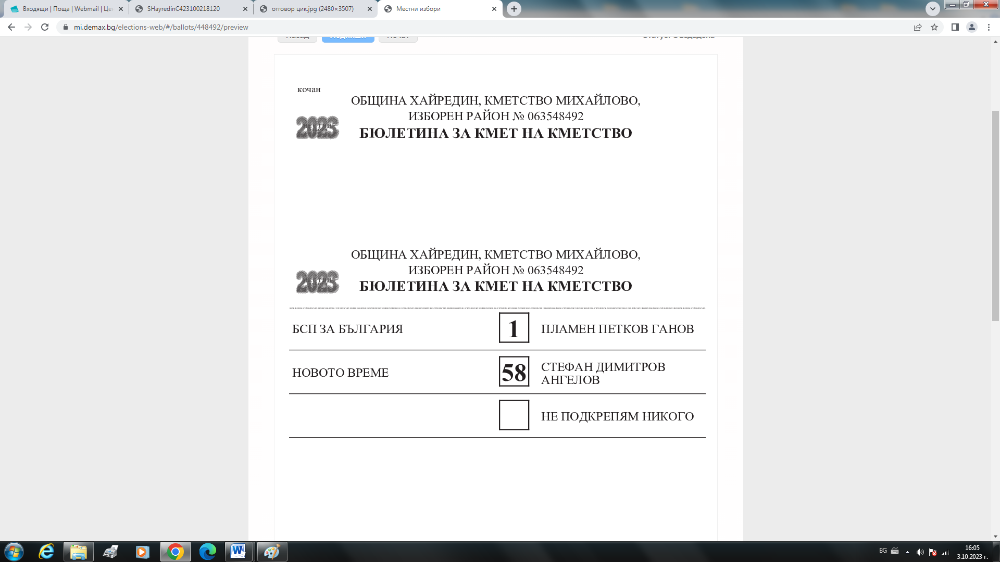 Входящи | Поща | Webmail | Це
SHayredinC423100218120
отговор цик.jpg (2480×3507)
Местни избори
mi.demax.bg/elections-web/#/ballots/448492/preview
кочан
ОБЩИНА ХАЙРЕДИН, КМЕТСТВО МИХАЙЛОВО,
ИЗБОРЕН РАЙОН № 063548492
2023
МЕСТНИ
БЮЛЕТИНА ЗА КМЕТ НА КМЕТСТВО
ОБЩИНА ХАЙРЕДИН, КМЕТСТВО МИХАЙЛОВО,
ИЗБОРЕН РАЙОН № 063548492
2023
МЕСТНИ
БЮЛЕТИНА ЗА КМЕТ НА КМЕТСТВО
БСП ЗА БЪЛГАРИЯ 1 ПЛАМЕН ПЕТКОВ ГАНОВ
НОВОТО ВРЕМЕ 58 СТЕФАН ДИМИТРОВ
АНГЕЛОВ
НЕ ПОДКРЕПЯМ НИКОГО
BG
16:05
3.10.2023 г.